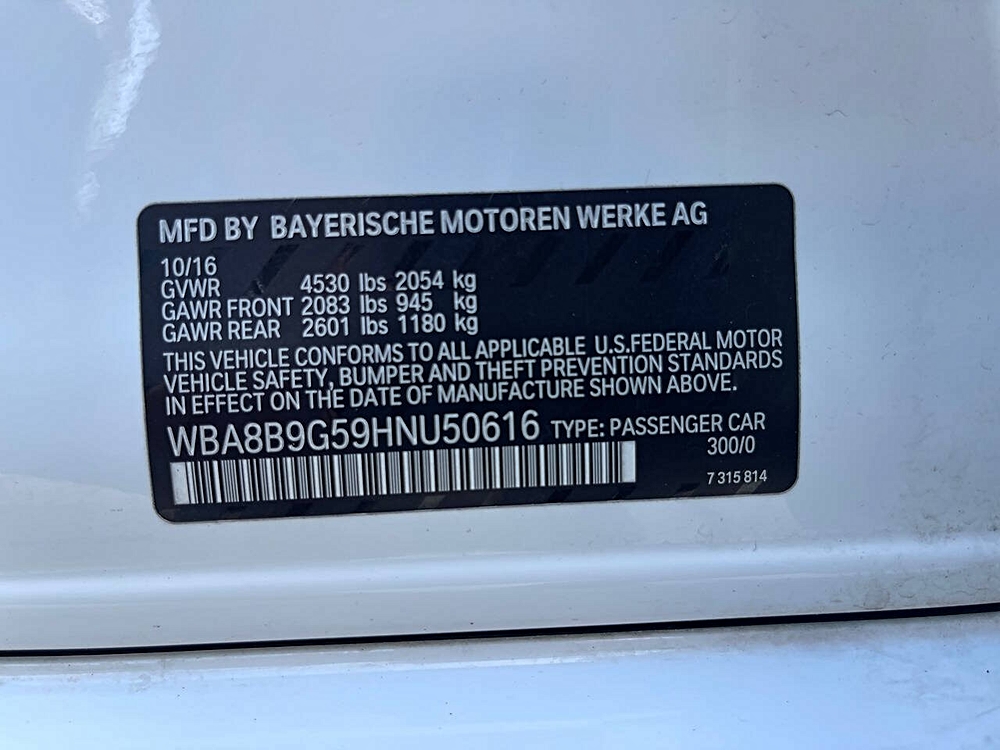 MFD BY BAYERISCHE MOTOREN WERKE AG
10/16
GVWR 4530 lbs 2054 kg
GAWR FRONT 2083 lbs 945 kg
GAWR REAR 2601 lbs 1180 kg
THIS VEHICLE CONFORMS TO ALL APPLICABLE U.S.FEDERAL MOTOR
VEHICLE SAFETY, BUMPER AND THEFT PREVENTION STANDARDS
IN EFFECT ON THE DATE OF MANUFACTURE SHOWN ABOVE.
WBA8B9G59HNU50616 TYPE: PASSENGER CAR
300/0
7 315 814